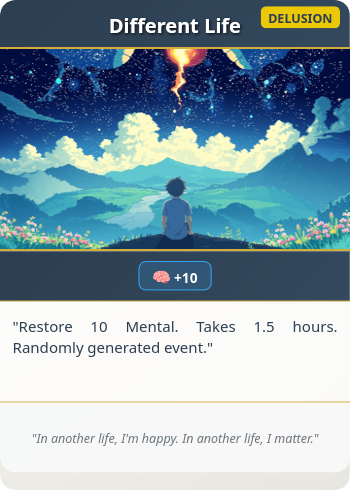 Different Life
DELUSION
🧠 +10
"Restore 10 Mental. Takes 1.5 hours.
Randomly generated event."
"In another life, I'm happy. In another life, I matter."